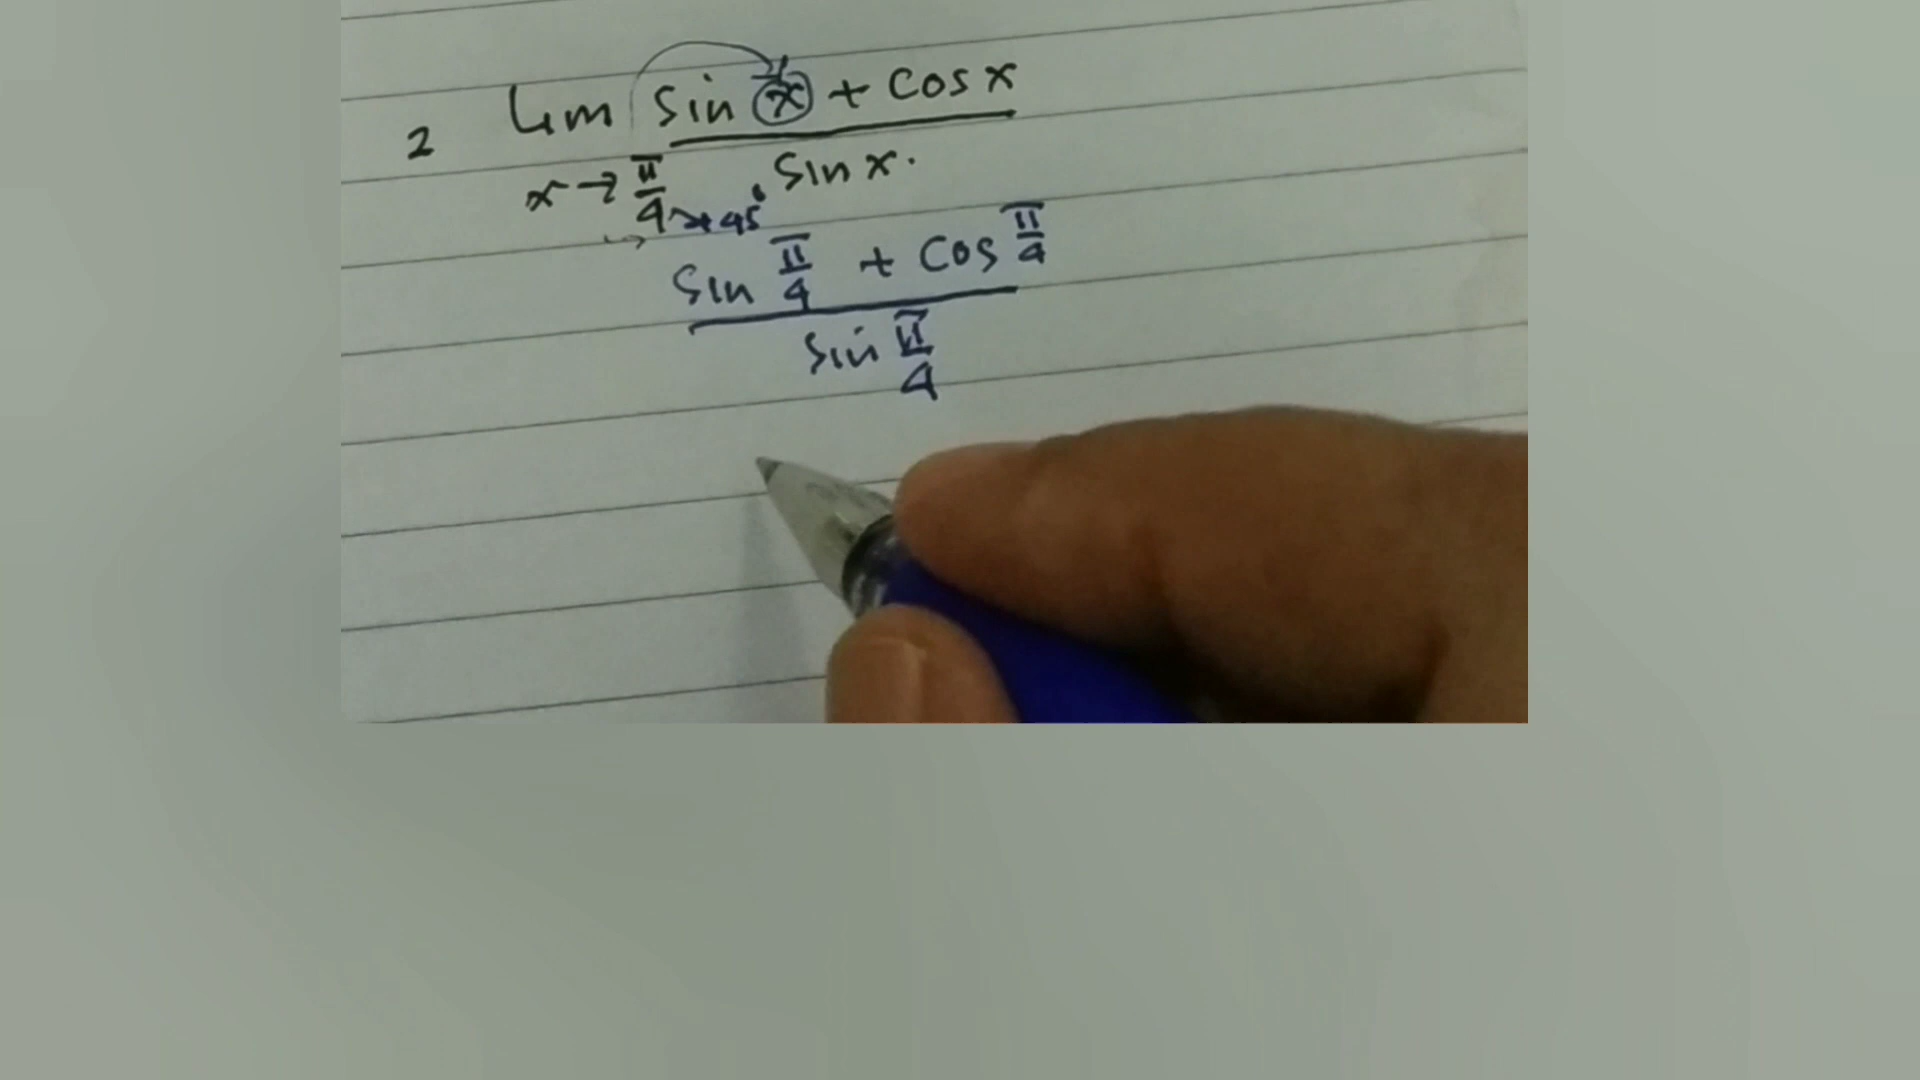 2 lim sin x + cos x
x → π/4 → 45° sin x.
sin π/4 + cos π/4
sin π/4